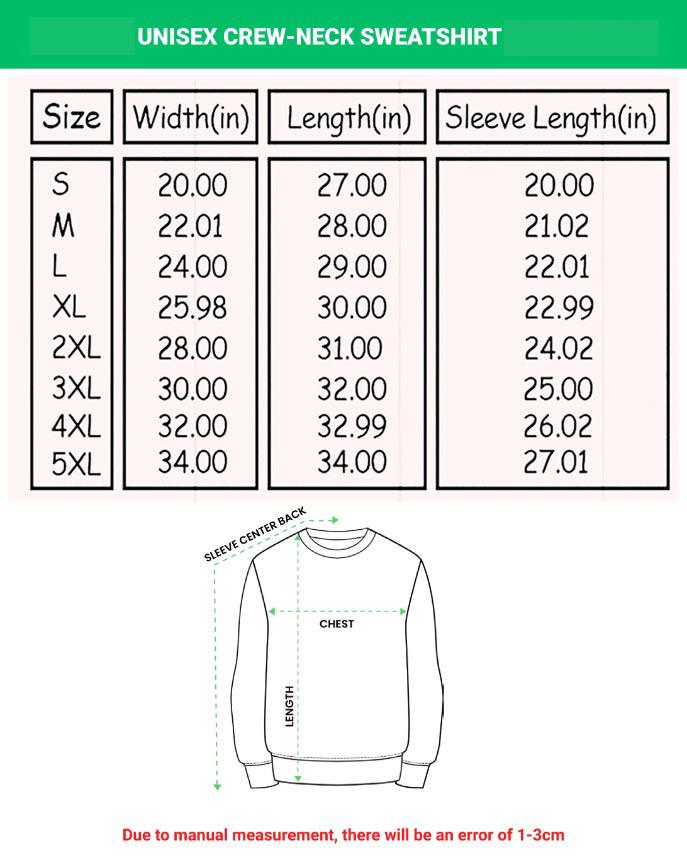 UNISEX CREW-NECK SWEATSHIRT
Size Width(in) Length(in) Sleeve Length(in)
S 20.00 27.00 20.00
M 22.01 28.00 21.02
L 24.00 29.00 22.01
XL 25.98 30.00 22.99
2XL 28.00 31.00 24.02
3XL 30.00 32.00 25.00
4XL 32.00 32.99 26.02
5XL 34.00 34.00 27.01
SLEEVE CENTER BACK
CHEST
LENGTH
Due to manual measurement, there will be an error of 1-3cm